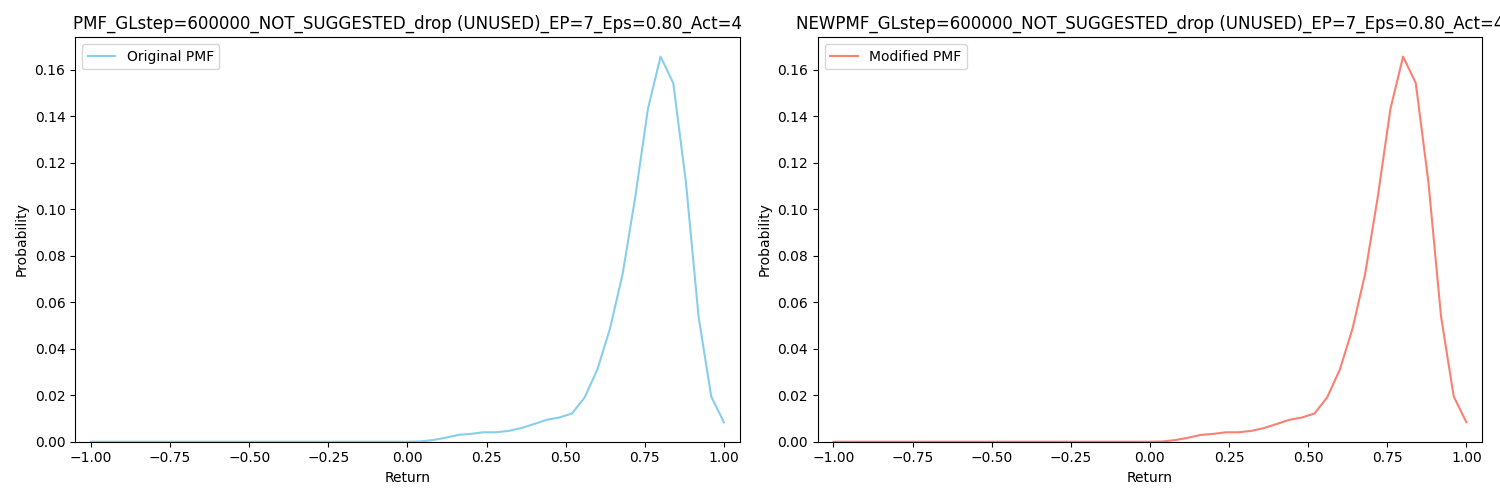 PMF_GLstep=600000_NOT_SUGGESTED_drop (UNUSED)_EP=7_Eps=0.80_Act=4
Original PMF
Probability
0.16
0.14
0.12
0.10
0.08
0.06
0.04
0.02
0.00
−1.00 −0.75 −0.50 −0.25 0.00 0.25 0.50 0.75 1.00
Return
NEWPMF_GLstep=600000_NOT_SUGGESTED_drop (UNUSED)_EP=7_Eps=0.80_Act=4
Modified PMF
Probability
0.16
0.14
0.12
0.10
0.08
0.06
0.04
0.02
0.00
−1.00 −0.75 −0.50 −0.25 0.00 0.25 0.50 0.75 1.00
Return